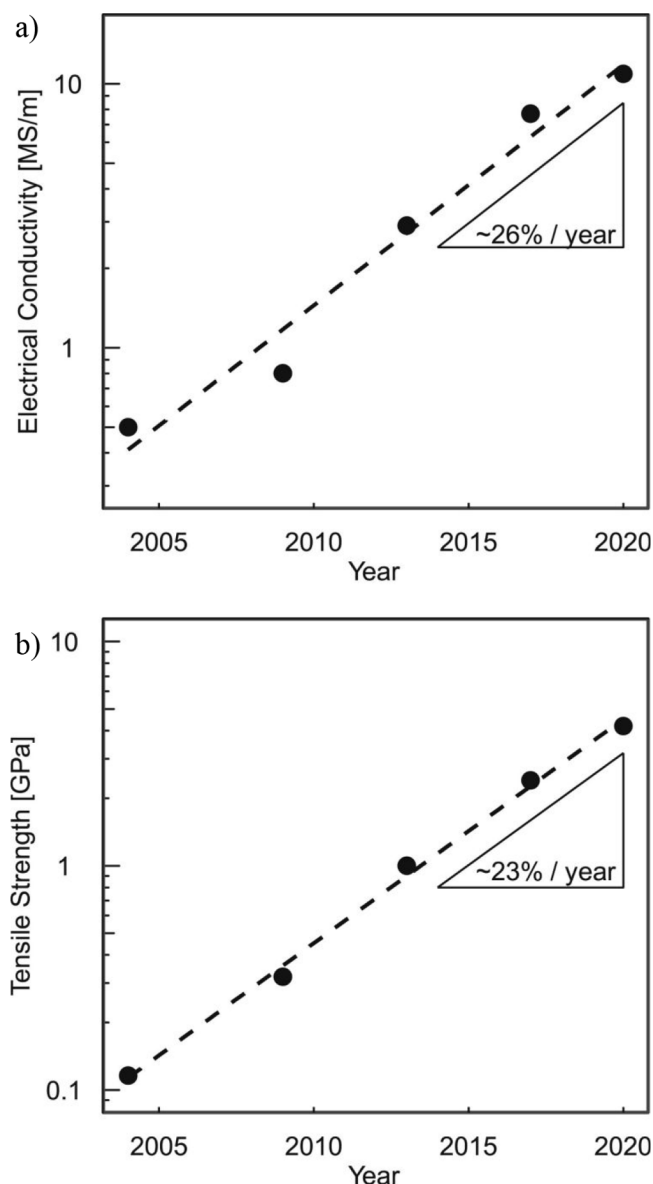 a)
10
1
Electrical Conductivity [MS/m]
~26% / year
2005 2010 2015 2020
Year
b)
10
1
0.1
Tensile Strength [GPa]
~23% / year
2005 2010 2015 2020
Year